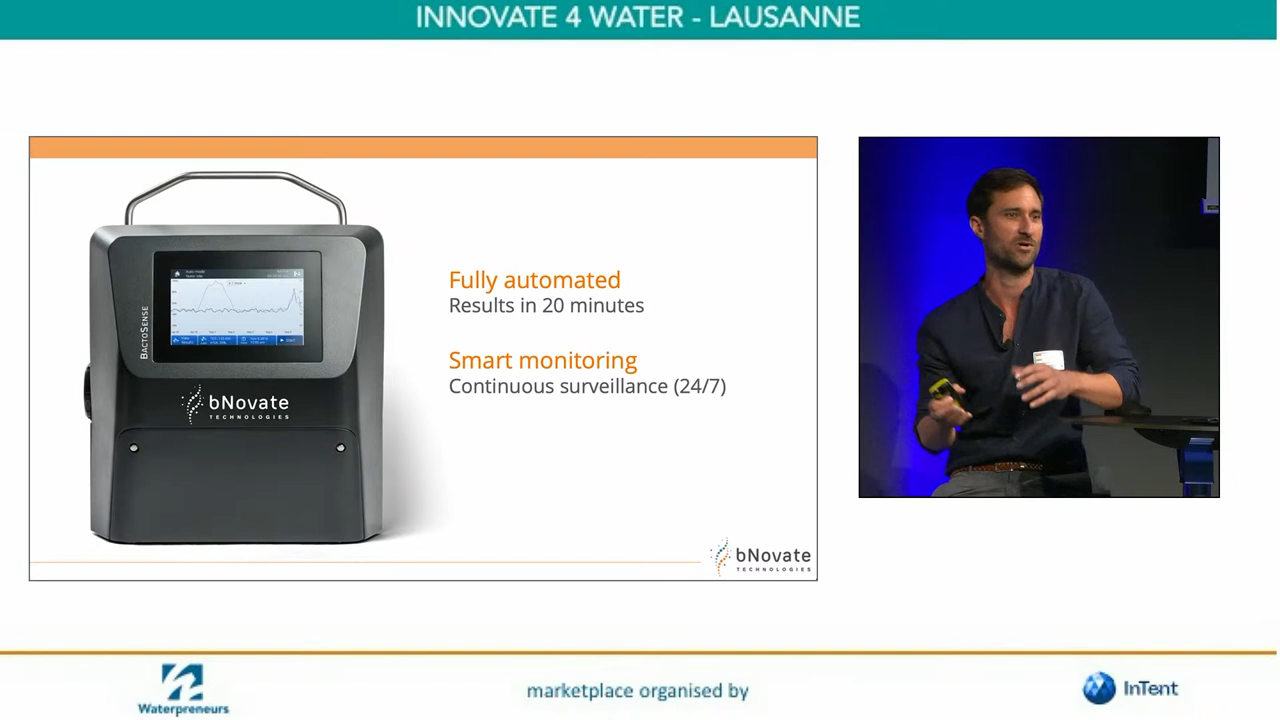 INNOVATE 4 WATER - LAUSANNE
BACTOSENSE
bNovate
TECHNOLOGIES
Fully automated
Results in 20 minutes
Smart monitoring
Continuous surveillance (24/7)
bNovate
TECHNOLOGIES
Waterpreneurs
marketplace organised by
InTent